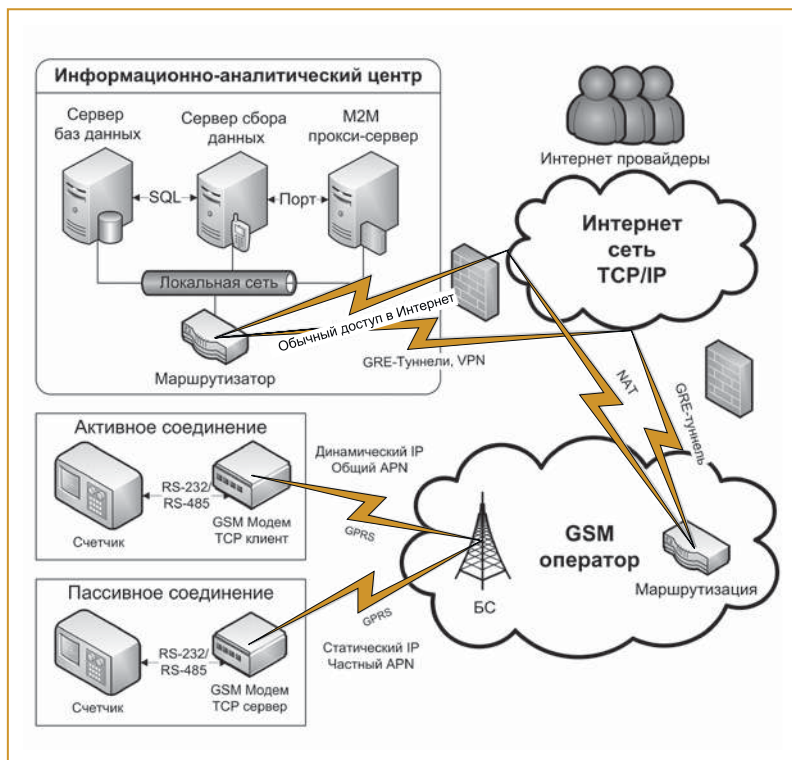 Информационно-аналитический центр
Сервер
баз данных
Сервер сбора
данных
M2M
прокси-сервер
SQL
Порт
Локальная сеть
Маршрутизатор
Обычный доступ в Интернет
GRE-Туннели, VPN
Интернет провайдеры
Интернет
сеть
TCP/IP
NAT
GRE-туннель
Активное соединение
RS-232/
RS-485
Счетчик
GSM Модем
TCP клиент
Динамический IP
Общий APN
GPRS
GSM
оператор
БС
Маршрутизация
Пассивное соединение
RS-232/
RS-485
Счетчик
GSM Модем
TCP сервер
GPRS
Статический IP
Частный APN